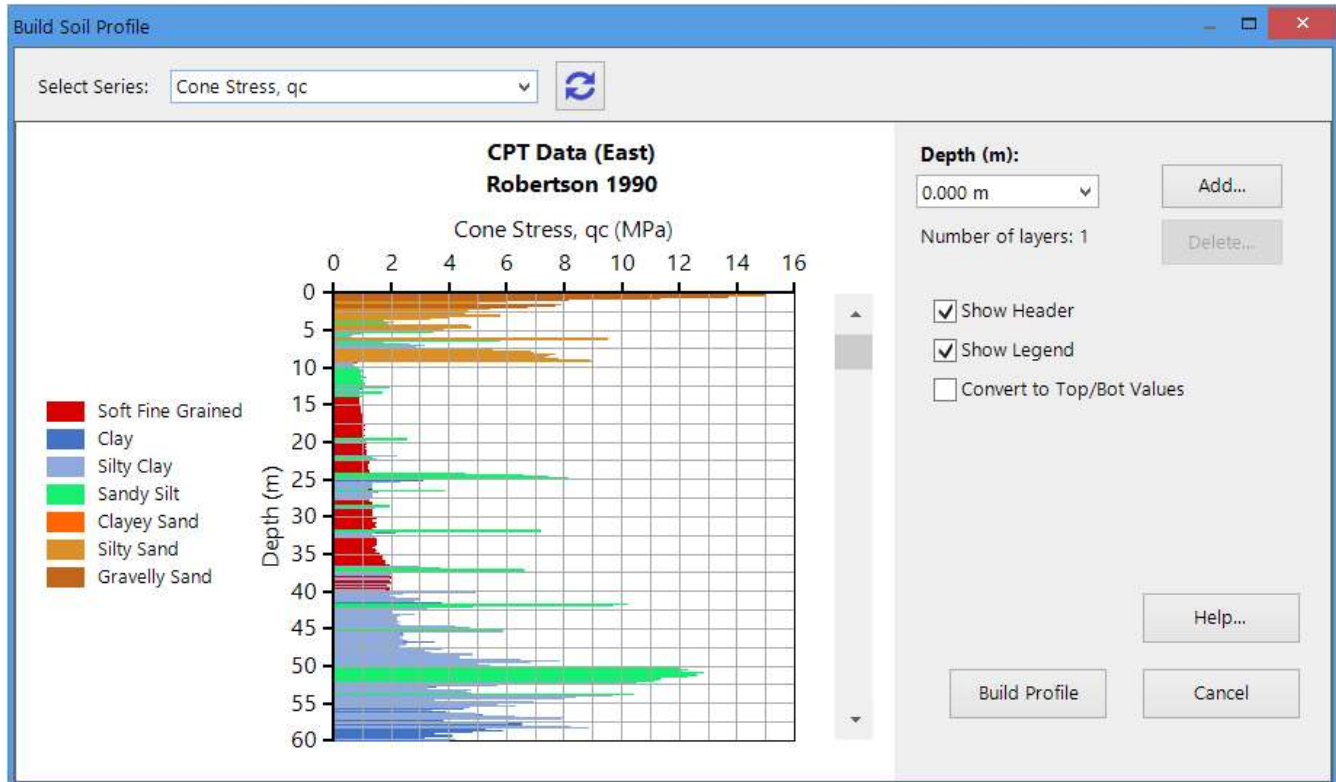 Build Soil Profile
Select Series: Cone Stress, qc
CPT Data (East)
Robertson 1990
Cone Stress, qc (MPa)
0 2 4 6 8 10 12 14 16
Depth (m)
0
5
10
15
20
25
30
35
40
45
50
55
60
Soft Fine Grained
Clay
Silty Clay
Sandy Silt
Clayey Sand
Silty Sand
Gravelly Sand
Depth (m):
0.000 m
Add...
Number of layers: 1
Delete...
Show Header
Show Legend
Convert to Top/Bot Values
Help...
Build Profile
Cancel